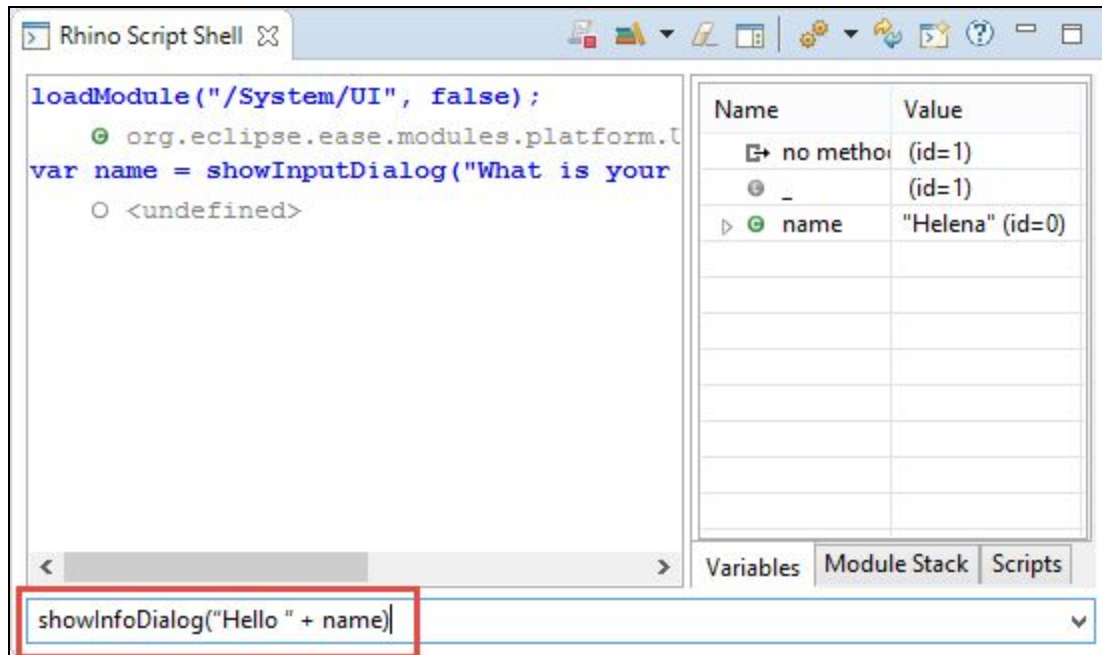 Rhino Script Shell
loadModule("/System/UI", false);
org.eclipse.ease.modules.platform.U
var name = showInputDialog("What is your
<undefined>
Name Value
no method (id=1)
_ (id=1)
name "Helena" (id=0)
Variables Module Stack Scripts
showInfoDialog(“Hello “ + name)